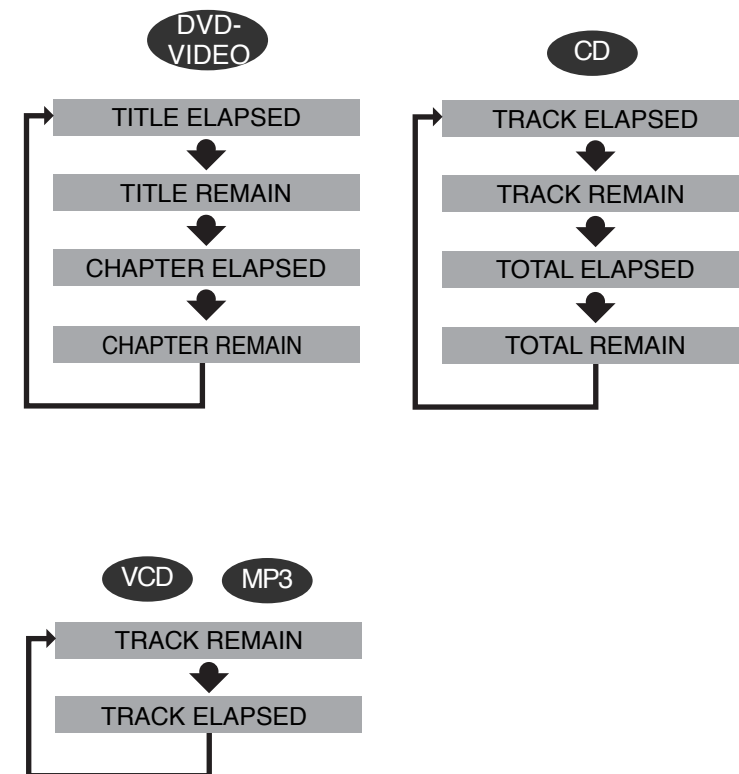 DVD-
VIDEO
TITLE ELAPSED
TITLE REMAIN
CHAPTER ELAPSED
CHAPTER REMAIN
CD
TRACK ELAPSED
TRACK REMAIN
TOTAL ELAPSED
TOTAL REMAIN
VCD MP3
TRACK REMAIN
TRACK ELAPSED